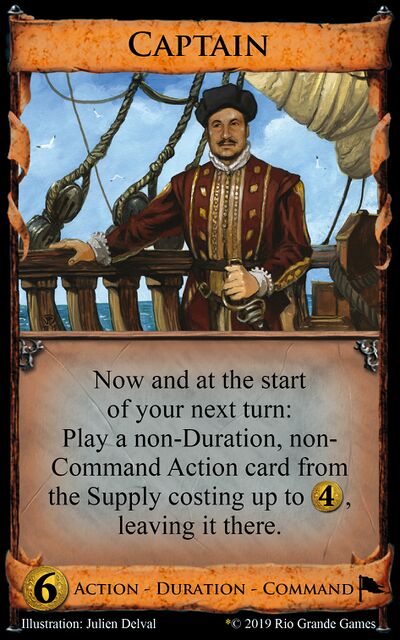 CAPTAIN
Now and at the start
of your next turn:
Play a non-Duration, non-
Command Action card from
the Supply costing up to 4,
leaving it there.
6 ACTION - DURATION - COMMAND
Illustration: Julien Delval *© 2019 Rio Grande Games